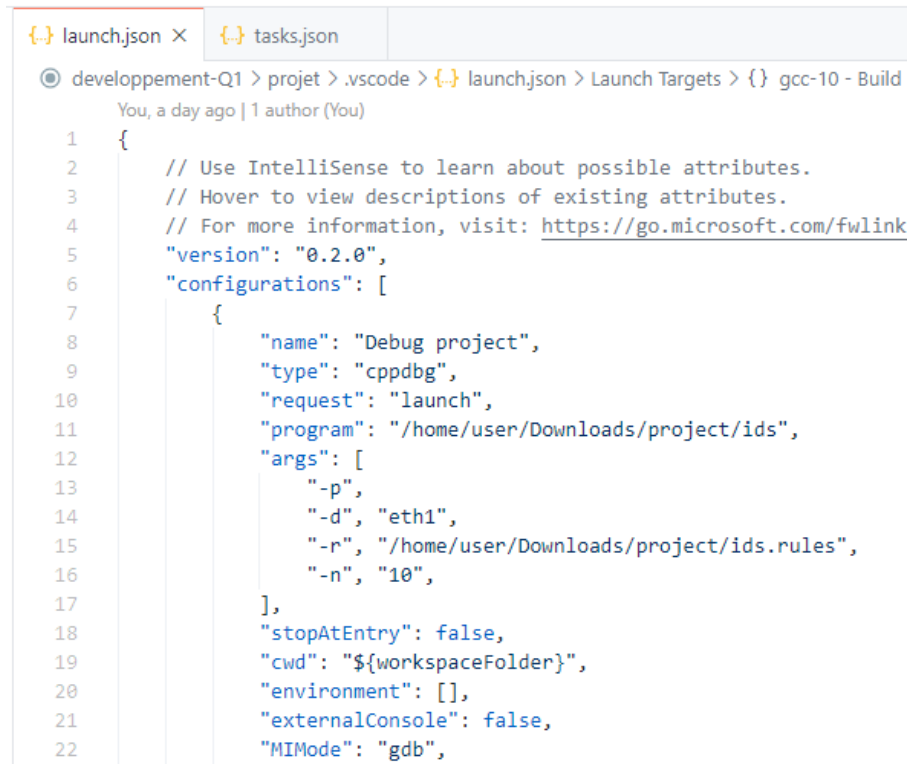 {..} launch.json ×   {..} tasks.json
developpement-Q1 > projet > .vscode > {..} launch.json > Launch Targets > {} gcc-10 - Build
You, a day ago | 1 author (You)
1 {
2     // Use IntelliSense to learn about possible attributes.
3     // Hover to view descriptions of existing attributes.
4     // For more information, visit: https://go.microsoft.com/fwlink
5     "version": "0.2.0",
6     "configurations": [
7         {
8             "name": "Debug project",
9             "type": "cppdbg",
10             "request": "launch",
11             "program": "/home/user/Downloads/project/ids",
12             "args": [
13                 "-p",
14                 "-d", "eth1",
15                 "-r", "/home/user/Downloads/project/ids.rules",
16                 "-n", "10",
17             ],
18             "stopAtEntry": false,
19             "cwd": "${workspaceFolder}",
20             "environment": [],
21             "externalConsole": false,
22             "MIMode": "gdb",